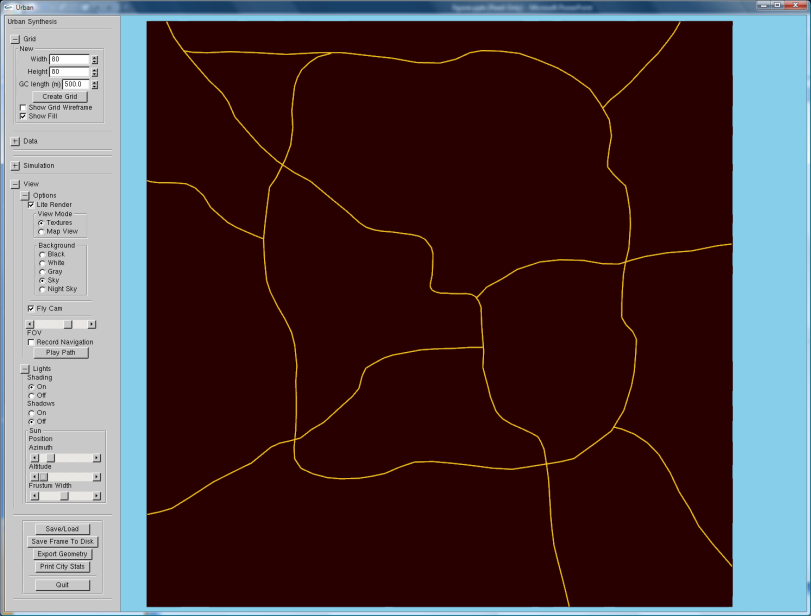 Urban
Urban Synthesis
Grid
New
Width 80
Height 80
GC length (m) 500.0
Create Grid
Show Grid Wireframe
Show Fill
Data
Simulation
View
Options
Lite Render
View Mode
Textures
Map View
Background
Black
White
Gray
Sky
Night Sky
Fly Cam
FOV
Record Navigation
Play Path
Lights
Shading
On
Off
Shadows
On
Off
Sun
Position
Azimuth
Altitude
Frustum Width
Save/Load
Save Frame To Disk
Export Geometry
Print City Stats
Quit